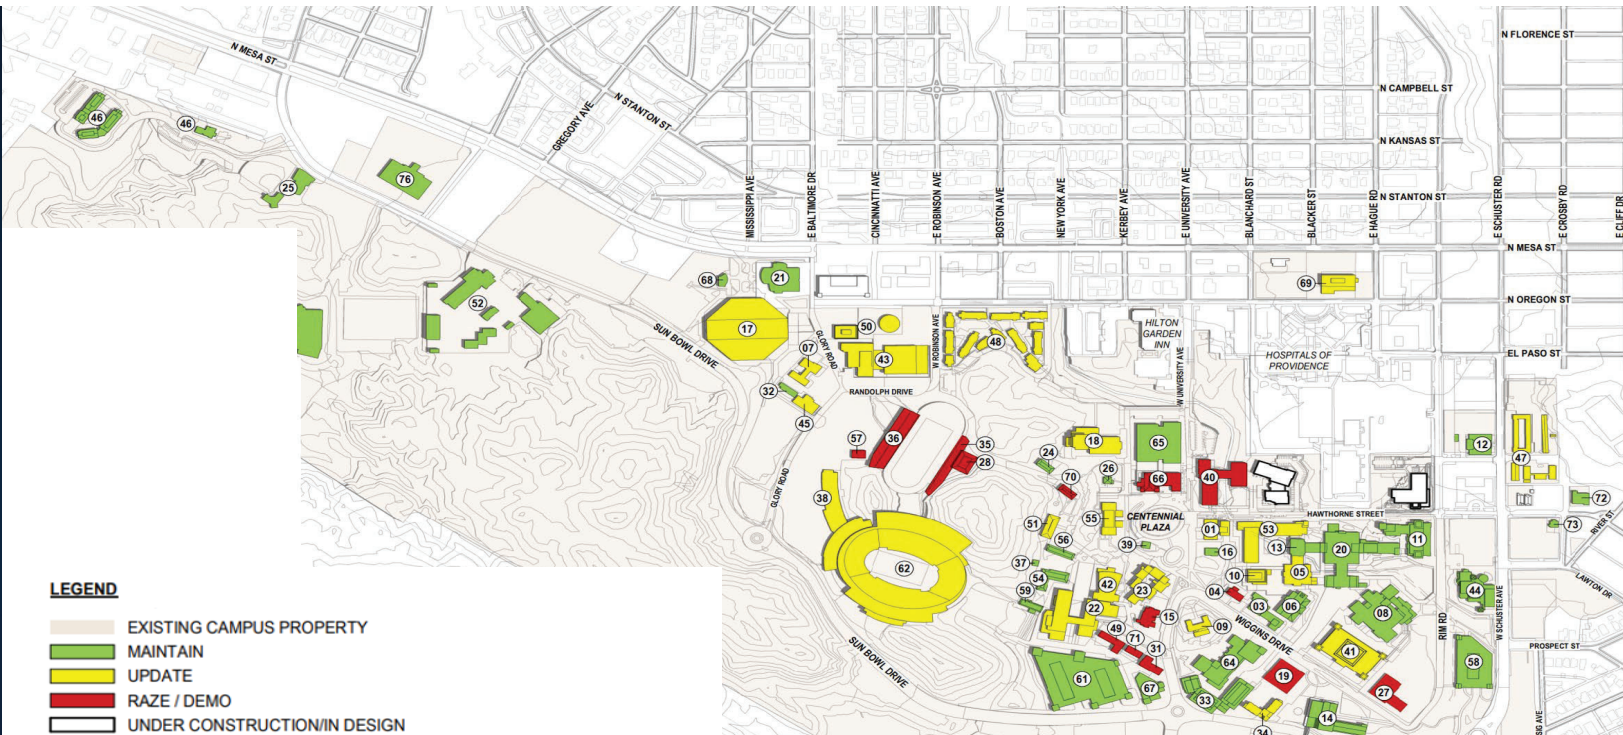 N FLORENCE ST
N MESA ST
N STANTON ST
GREGORY AVE
N CAMPBELL ST
N KANSAS ST
46
46
25
76
MISSISSIPPI AVE
E BALTIMORE DR
CINCINNATI AVE
E ROBINSON AVE
BOSTON AVE
NEW YORK AVE
KERBEY AVE
E UNIVERSITY AVE
BLANCHARD ST
BLACKER ST
E HAGUE RD
N STANTON ST
E SCHUSTER RD
E CROSBY RD
E CLIFF DR
N MESA ST
68
21
69
N OREGON ST
52
17
50
SUN BOWL DRIVE
GLORY ROAD
07
43
W ROBINSON AVE
48
HILTON
GARDEN
INN
W UNIVERSITY AVE
HOSPITALS OF
PROVIDENCE
EL PASO ST
32
RANDOLPH DRIVE
45
57
36
35
28
18
65
24
26
70
66
40
12
47
72
GLORY ROAD
38
51
55
CENTENNIAL
PLAZA
HAWTHORNE STREET
73
RIVER ST
01
53
56
39
16
13
20
11
62
37
54
59
42
23
10
05
04
03
06
08
44
LAWTON DR
22
15
09
WIGGINS DRIVE
49
71
31
41
RIM RD
W SCHUSTER AVE
PROSPECT ST
SUN BOWL DRIVE
61
67
64
33
19
27
58
34
14
LEGEND
EXISTING CAMPUS PROPERTY
MAINTAIN
UPDATE
RAZE / DEMO
UNDER CONSTRUCTION/IN DESIGN